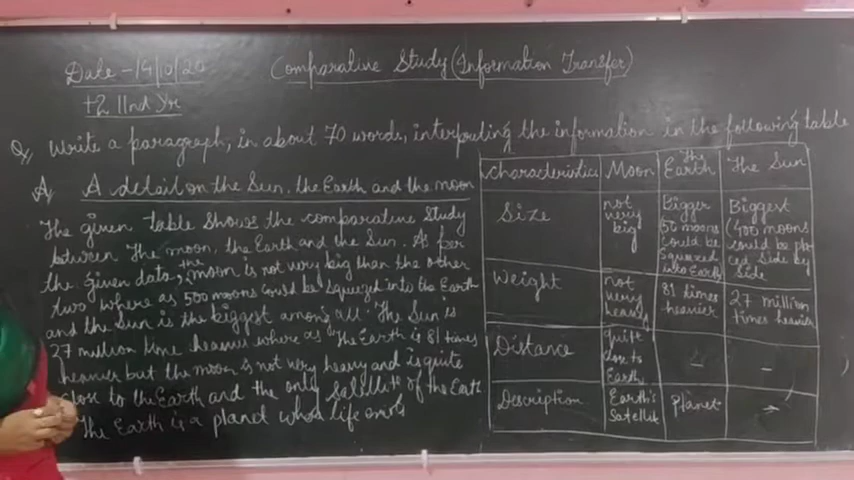 Date - 14/10/20
Comparative Study (Information Transfer)
+2 IInd Yr
Q, Write a paragraph, in about 70 words, interpreting the information in the following table
A, A detail on the Sun, the Earth and the moon
The given table shows the comparative study
between The moon, the Earth and the Sun. As per
the given data, the moon is not very big than the other
two where as 500 moons could be squeezed into the Earth
and the Sun is the biggest among all. The Sun is
27 million time heavier where as The Earth is 81 times
heavier but the moon is not very heavy and is quite
close to the Earth and the only satellite of the Earth
The Earth is a planet where life exists
Characteristics Moon The Earth The Sun
Size
not very big
Bigger 50 moons could be squeezed into Earth
Biggest (400 moons could be placed Side by Side
Weight
not very heavy
81 times heavier
27 million times heavier
Distance
quite close to Earth
-
-
Description
Earth's Satellite
Planet